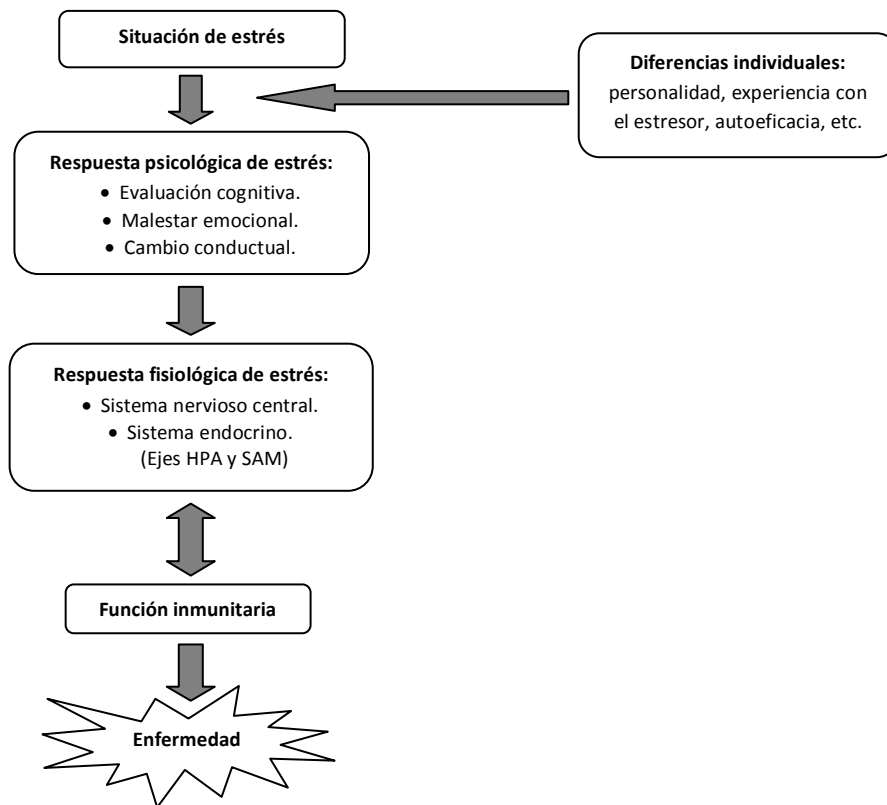 Situación de estrés
Diferencias individuales:
personalidad, experiencia con
el estresor, autoeficacia, etc.
Respuesta psicológica de estrés:
• Evaluación cognitiva.
• Malestar emocional.
• Cambio conductual.
Respuesta fisiológica de estrés:
• Sistema nervioso central.
• Sistema endocrino.
(Ejes HPA y SAM)
Función inmunitaria
Enfermedad